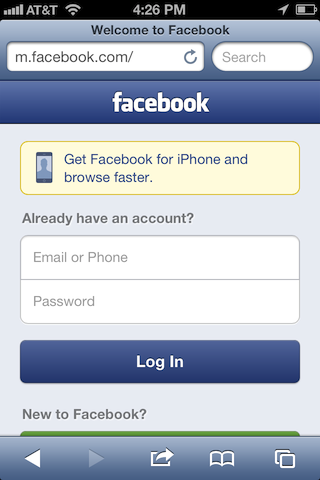 AT&T 4:26 PM
Welcome to Facebook
m.facebook.com/ Search
facebook
Get Facebook for iPhone and
browse faster.
Already have an account?
Email or Phone
Password
Log In
New to Facebook?